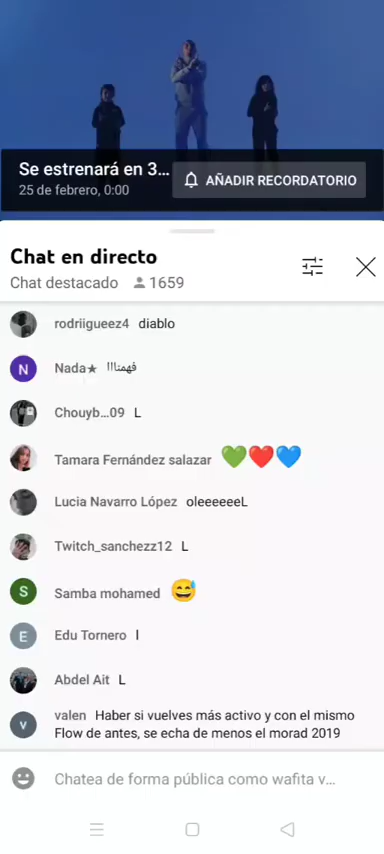 Se estrenará en 3...
25 de febrero, 0:00
AÑADIR RECORDATORIO
Chat en directo
Chat destacado 1659
rodriigueez4 diablo
N Nada★ فهمتااا
Chouyb...09 L
Tamara Fernández salazar 💚❤️💙
Lucia Navarro López oleeeeeeL
Twitch_sanchezz12 L
S Samba mohamed 😅
E Edu Tornero l
Abdel Ait L
v valen Haber si vuelves más activo y con el mismo
Flow de antes, se echa de menos el morad 2019
Chatea de forma pública como wafita v...